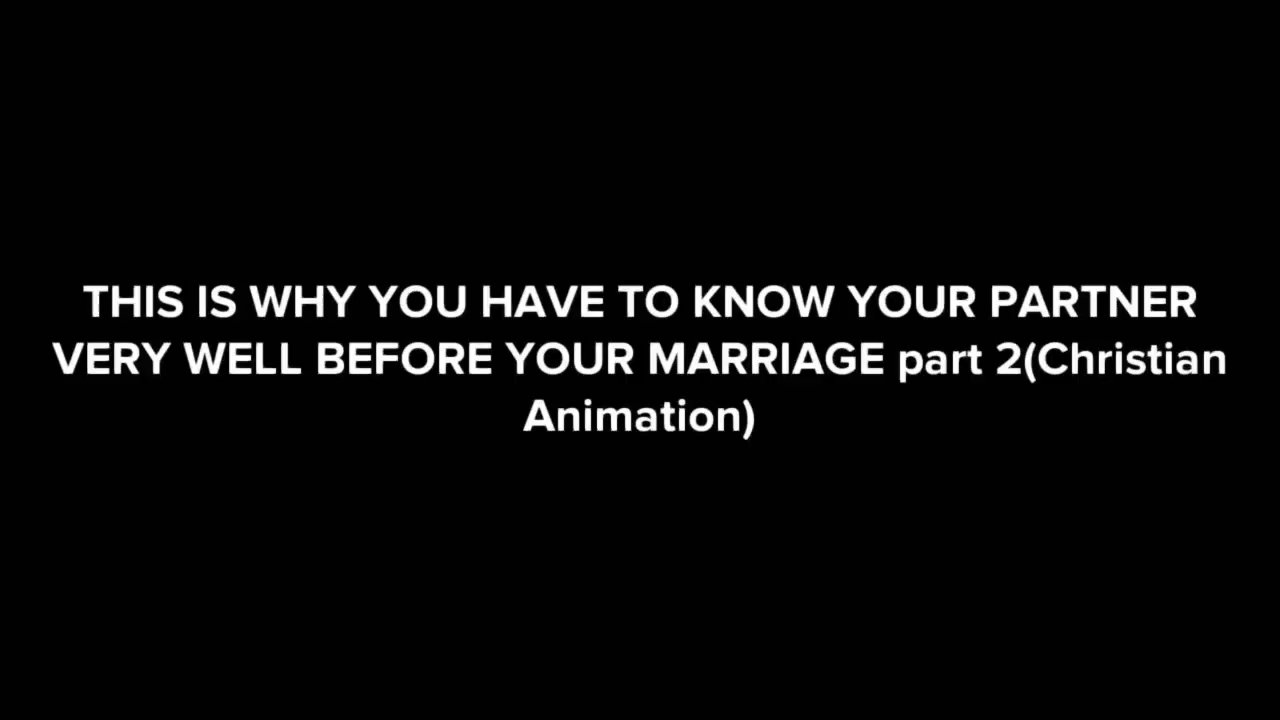 THIS IS WHY YOU HAVE TO KNOW YOUR PARTNER
VERY WELL BEFORE YOUR MARRIAGE part 2(Christian
Animation)